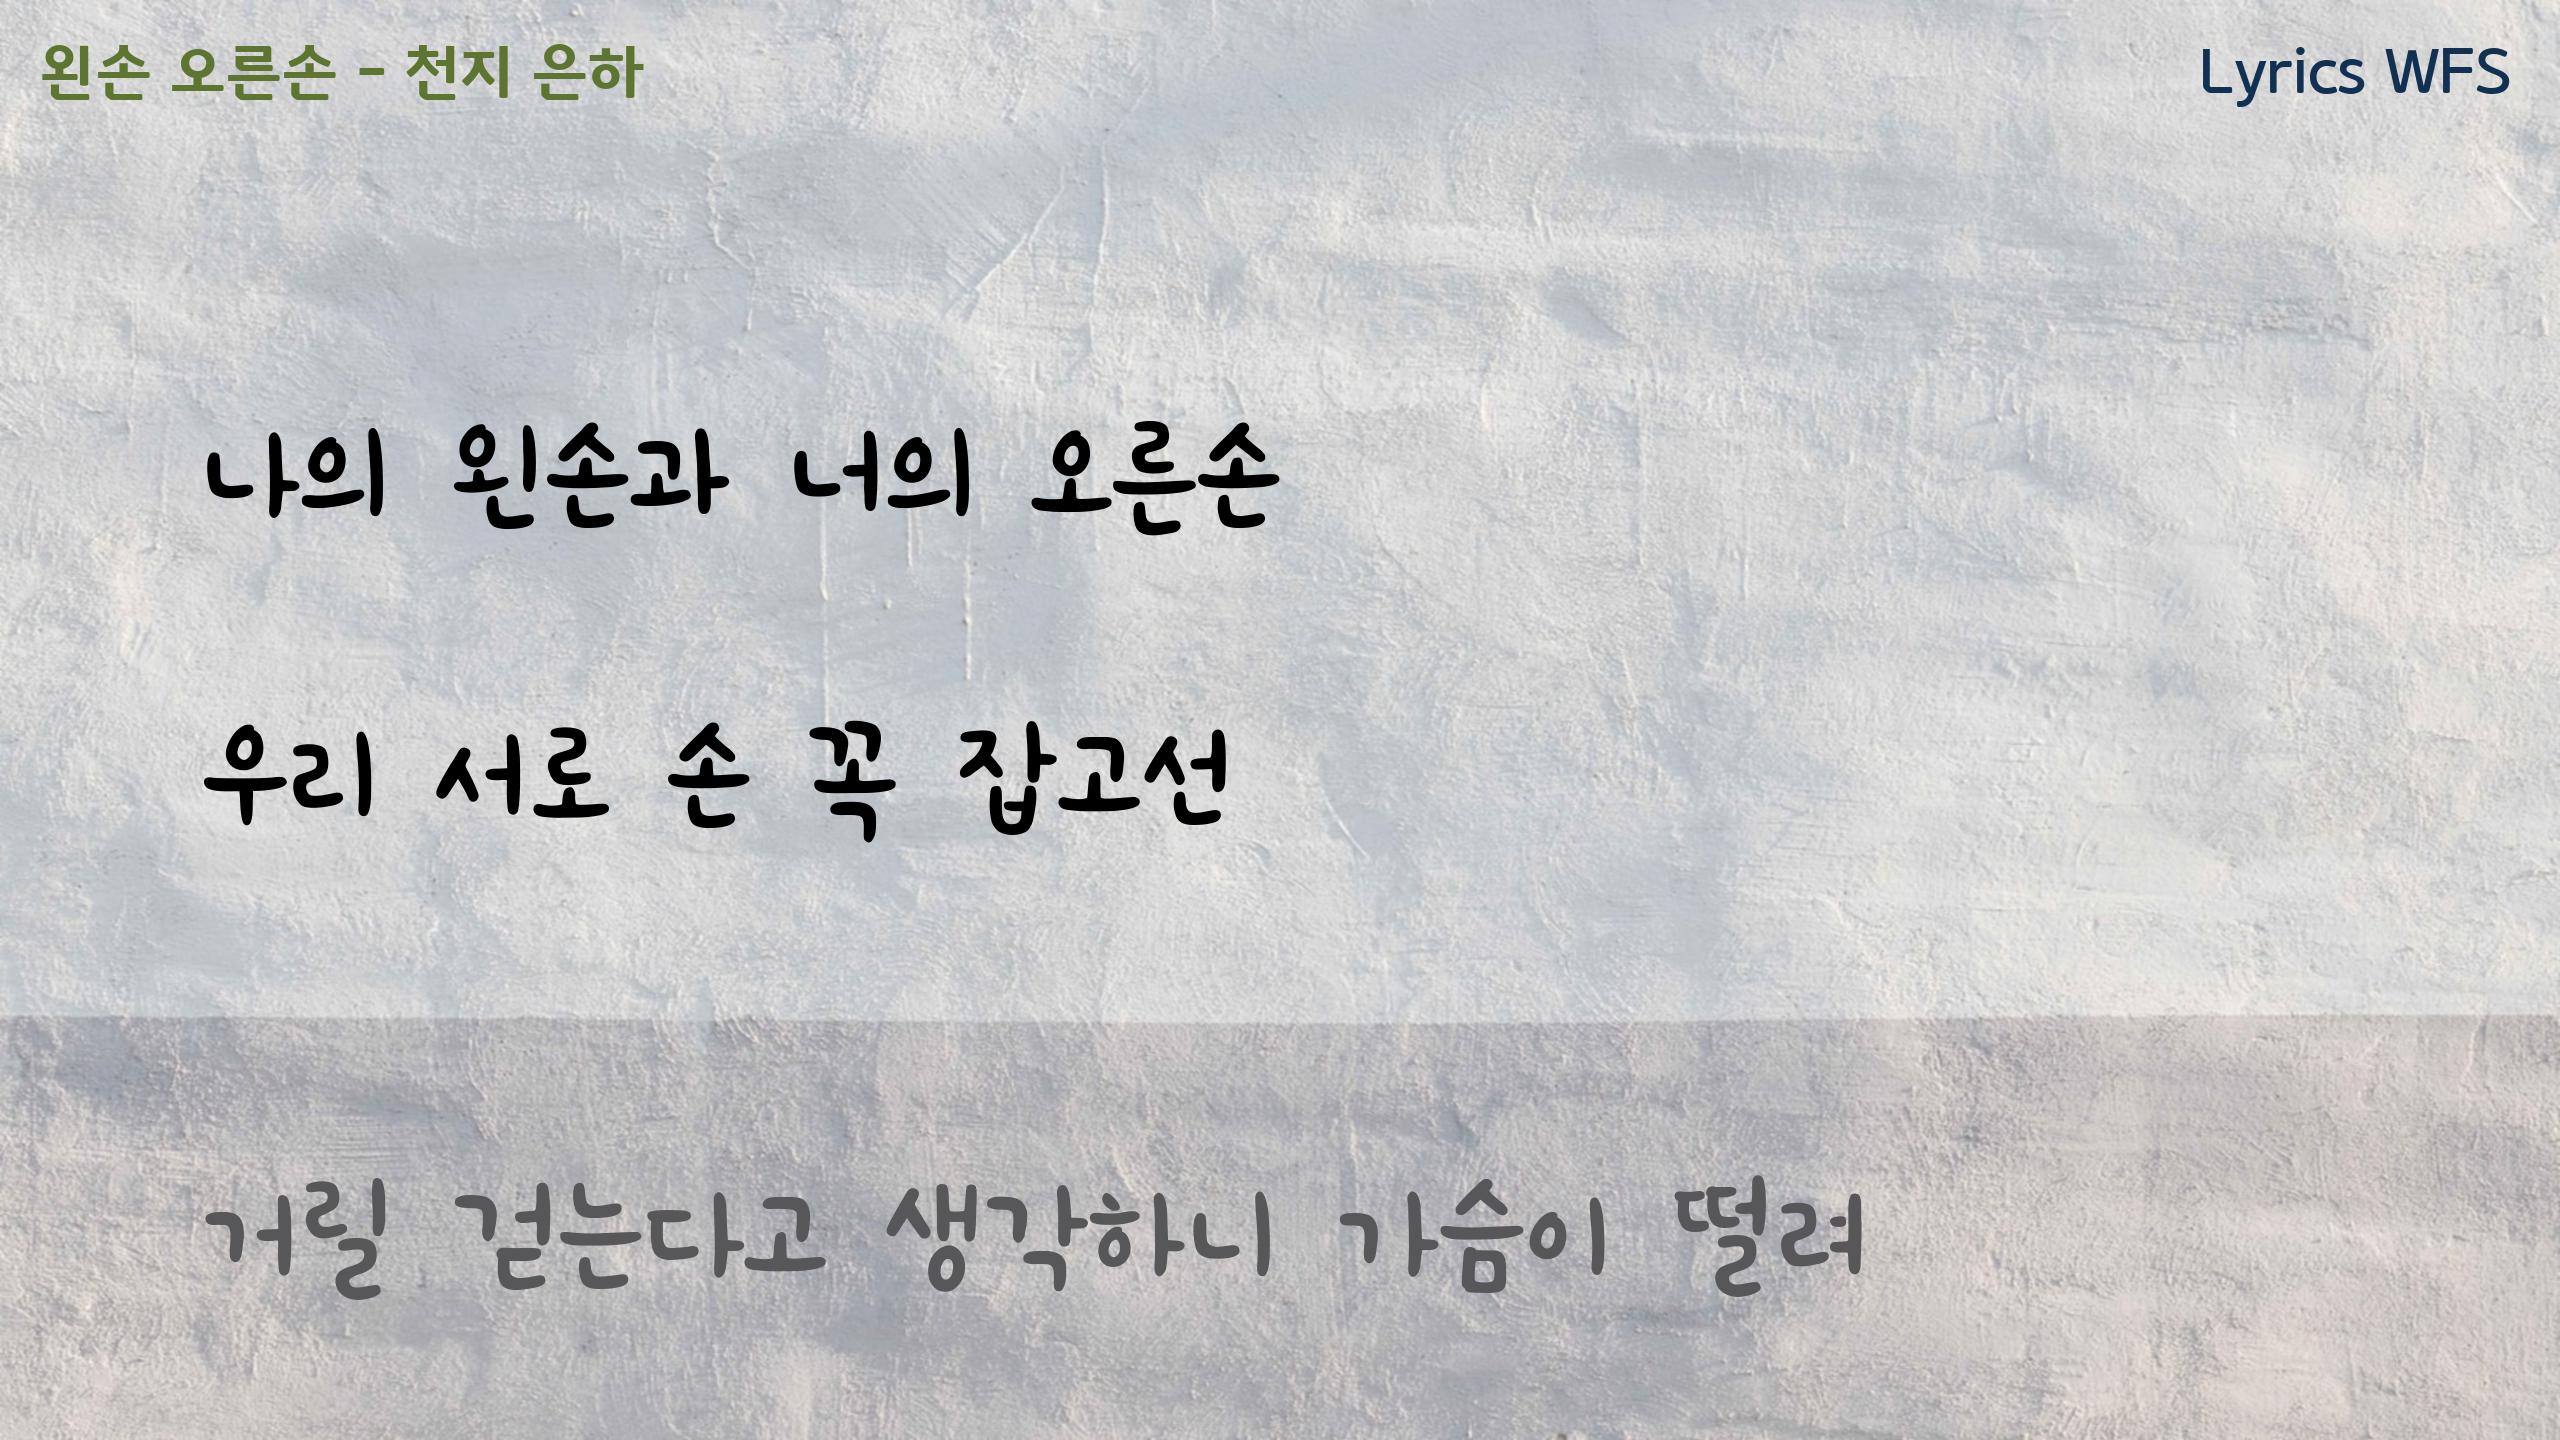 왼손 오른손 - 천지 은하
Lyrics WFS
나의 왼손과 너의 오른손
우리 서로 손 꼭 잡고선
거릴 걷는다고 생각하니 가슴이 떨려